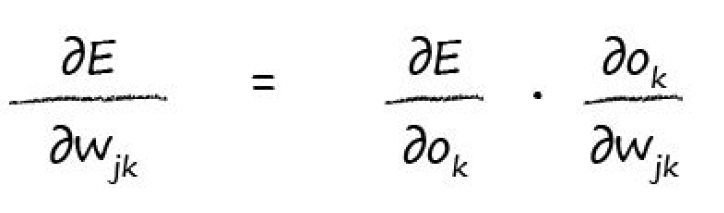 ∂E/∂w_jk = ∂E/∂o_k · ∂o_k/∂w_jk